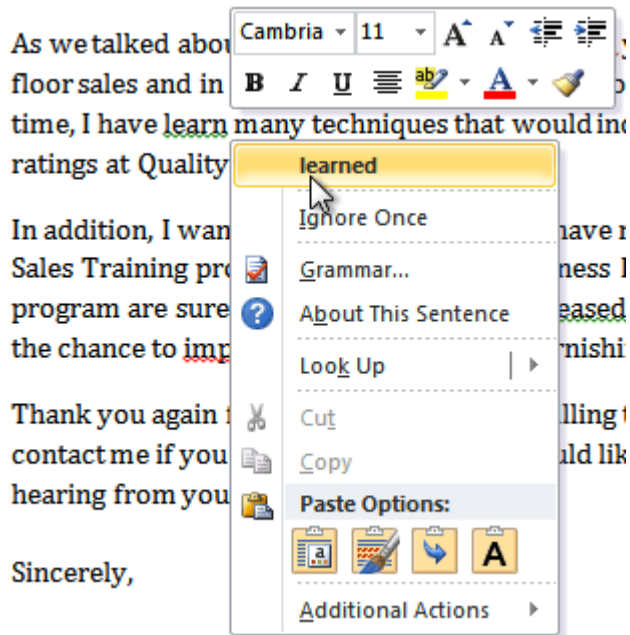 As we talked abou
Cambria 11 A A
floor sales and in
B I U ab A
time, I have learn many techniques that would in
ratings at Quality
learned
Ignore Once
In addition, I wan
have
Sales Training pro
Grammar...
ness
program are sure
About This Sentence
eased
the chance to imp
Look Up
rnishi
Thank you again
Cut
lling
contact me if you
Copy
uld lik
hearing from you
Paste Options:
a A
Sincerely,
Additional Actions